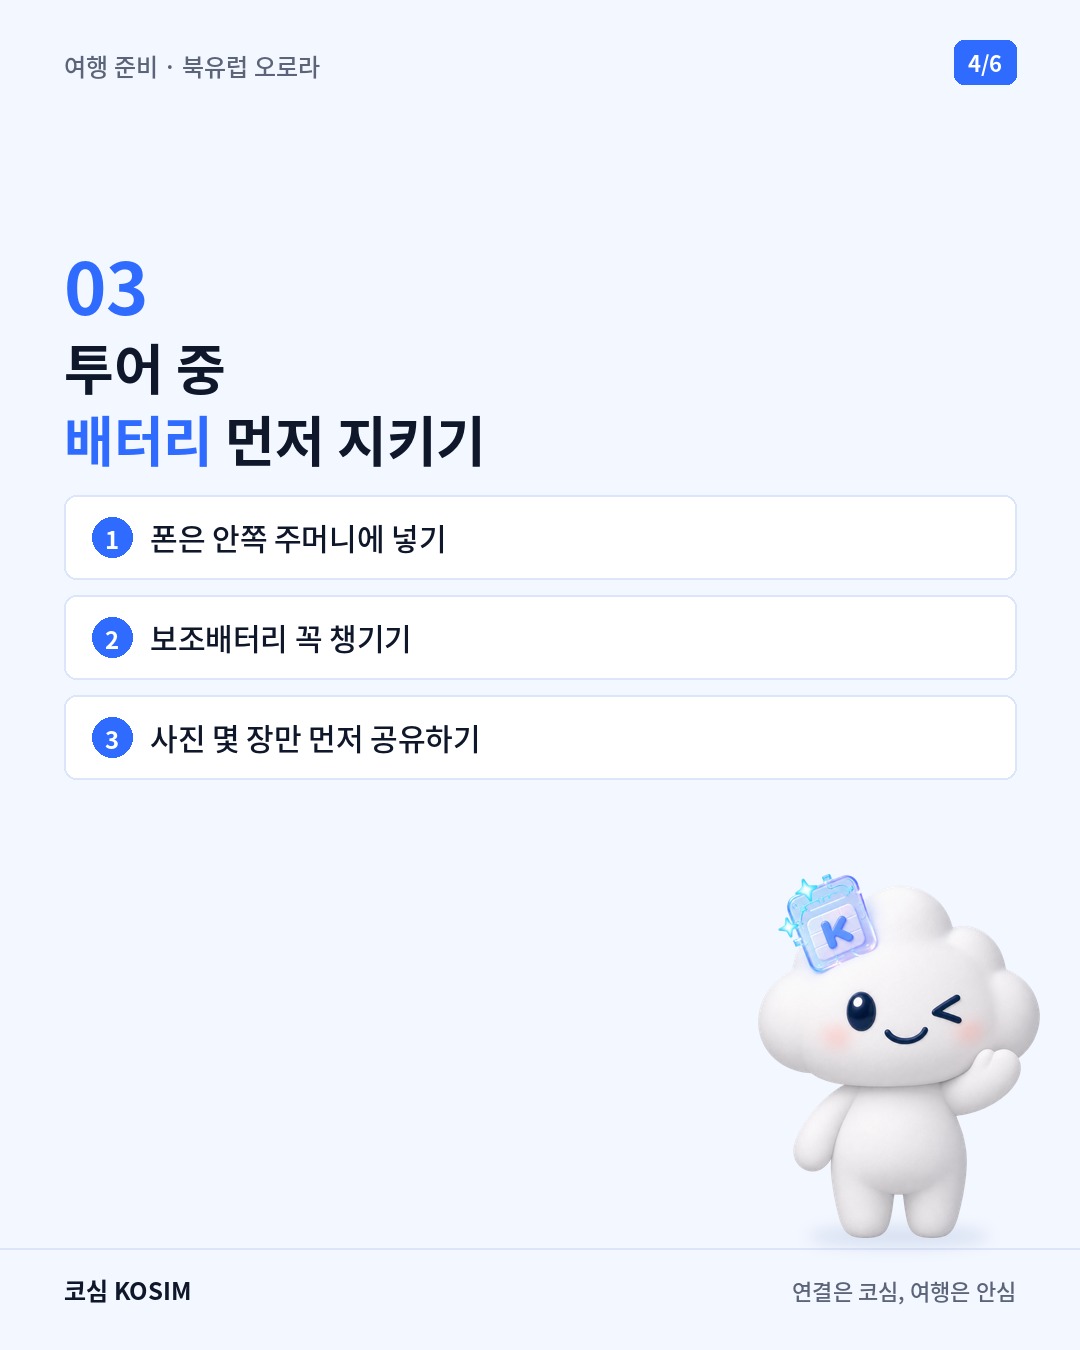 여행 준비 · 북유럽 오로라
4/6
03
투어 중
배터리 먼저 지키기
1 폰은 안쪽 주머니에 넣기
2 보조배터리 꼭 챙기기
3 사진 몇 장만 먼저 공유하기
K
코심 KOSIM
연결은 코심, 여행은 안심